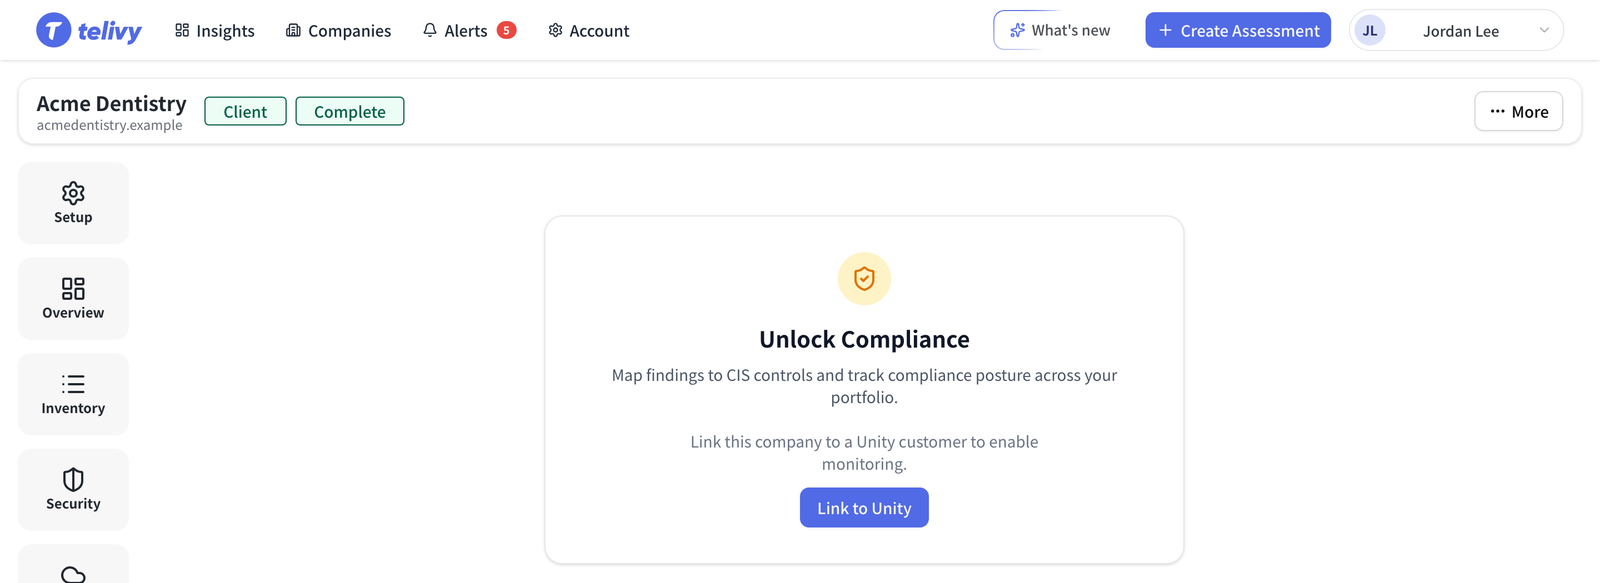 telivy
Insights
Companies
Alerts 5
Account
What's new
+ Create Assessment
JL
Jordan Lee
Acme Dentistry
acmedentistry.example
Client
Complete
··· More
Setup
Overview
Inventory
Security
Unlock Compliance
Map findings to CIS controls and track compliance posture across your
portfolio.
Link this company to a Unity customer to enable
monitoring.
Link to Unity